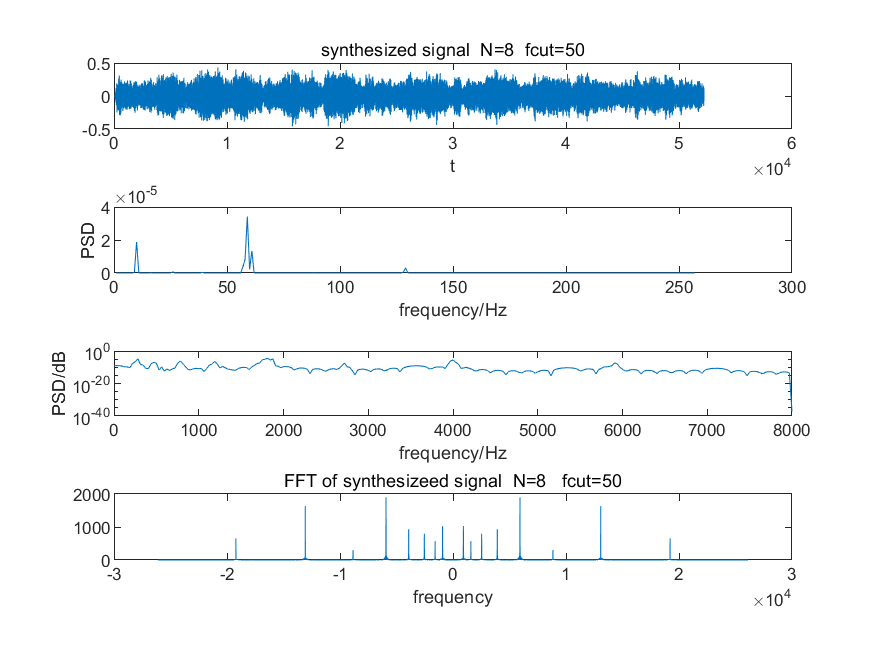 synthesized signal  N=8  fcut=50
0.5
0
-0.5
0 1 2 3 4 5 6
t
×10^4
×10^-5
4
2
0
PSD
0 50 100 150 200 250 300
frequency/Hz
10^0
10^-20
10^-40
PSD/dB
0 1000 2000 3000 4000 5000 6000 7000 8000
frequency/Hz
FFT of synthesizeed signal  N=8   fcut=50
2000
1000
0
-3 -2 -1 0 1 2 3
frequency
×10^4